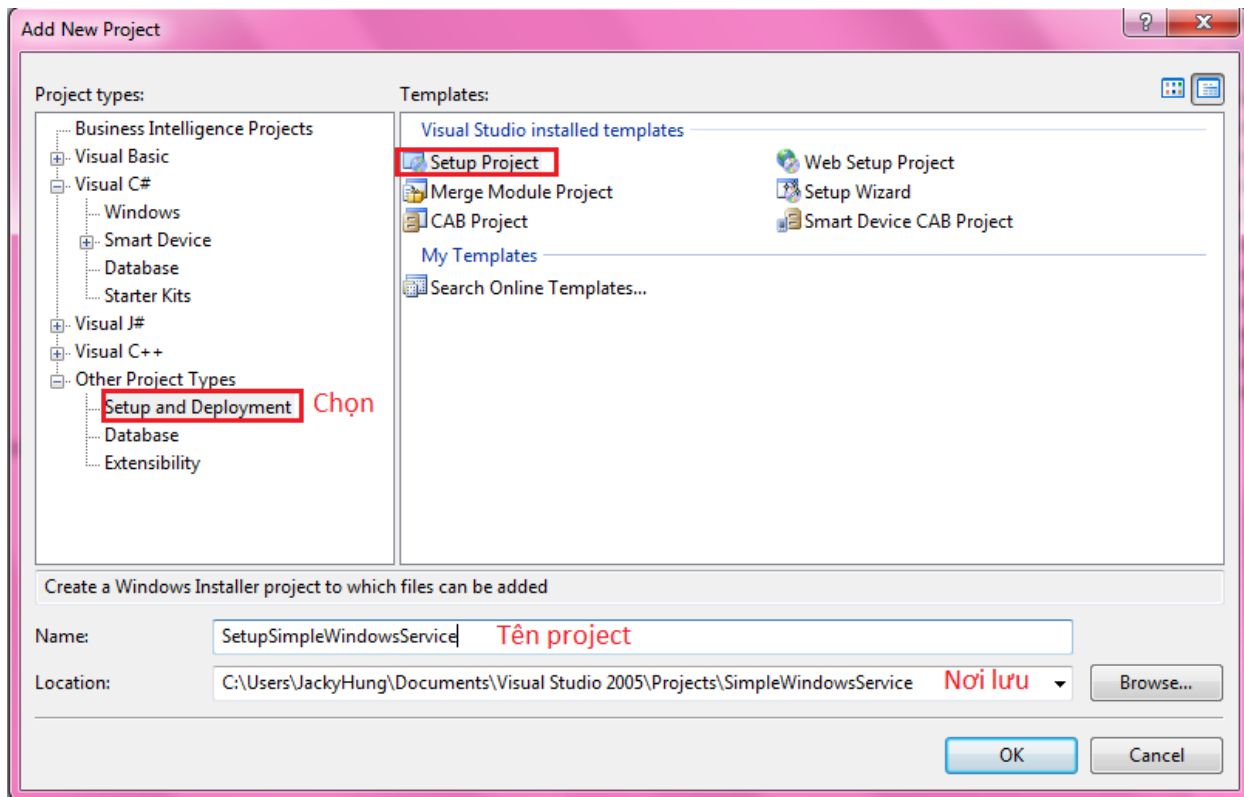 Add New Project
Project types:
Templates:
Business Intelligence Projects
Visual Basic
Visual C#
Windows
Smart Device
Database
Starter Kits
Visual J#
Visual C++
Other Project Types
Setup and Deployment Chọn
Database
Extensibility
Visual Studio installed templates
Setup Project
Web Setup Project
Merge Module Project
Setup Wizard
CAB Project
Smart Device CAB Project
My Templates
Search Online Templates...
Create a Windows Installer project to which files can be added
Name: SetupSimpleWindowsService Tên project
Location: C:\Users\JackyHung\Documents\Visual Studio 2005\Projects\SimpleWindowsService Nơi lưu Browse...
OK Cancel